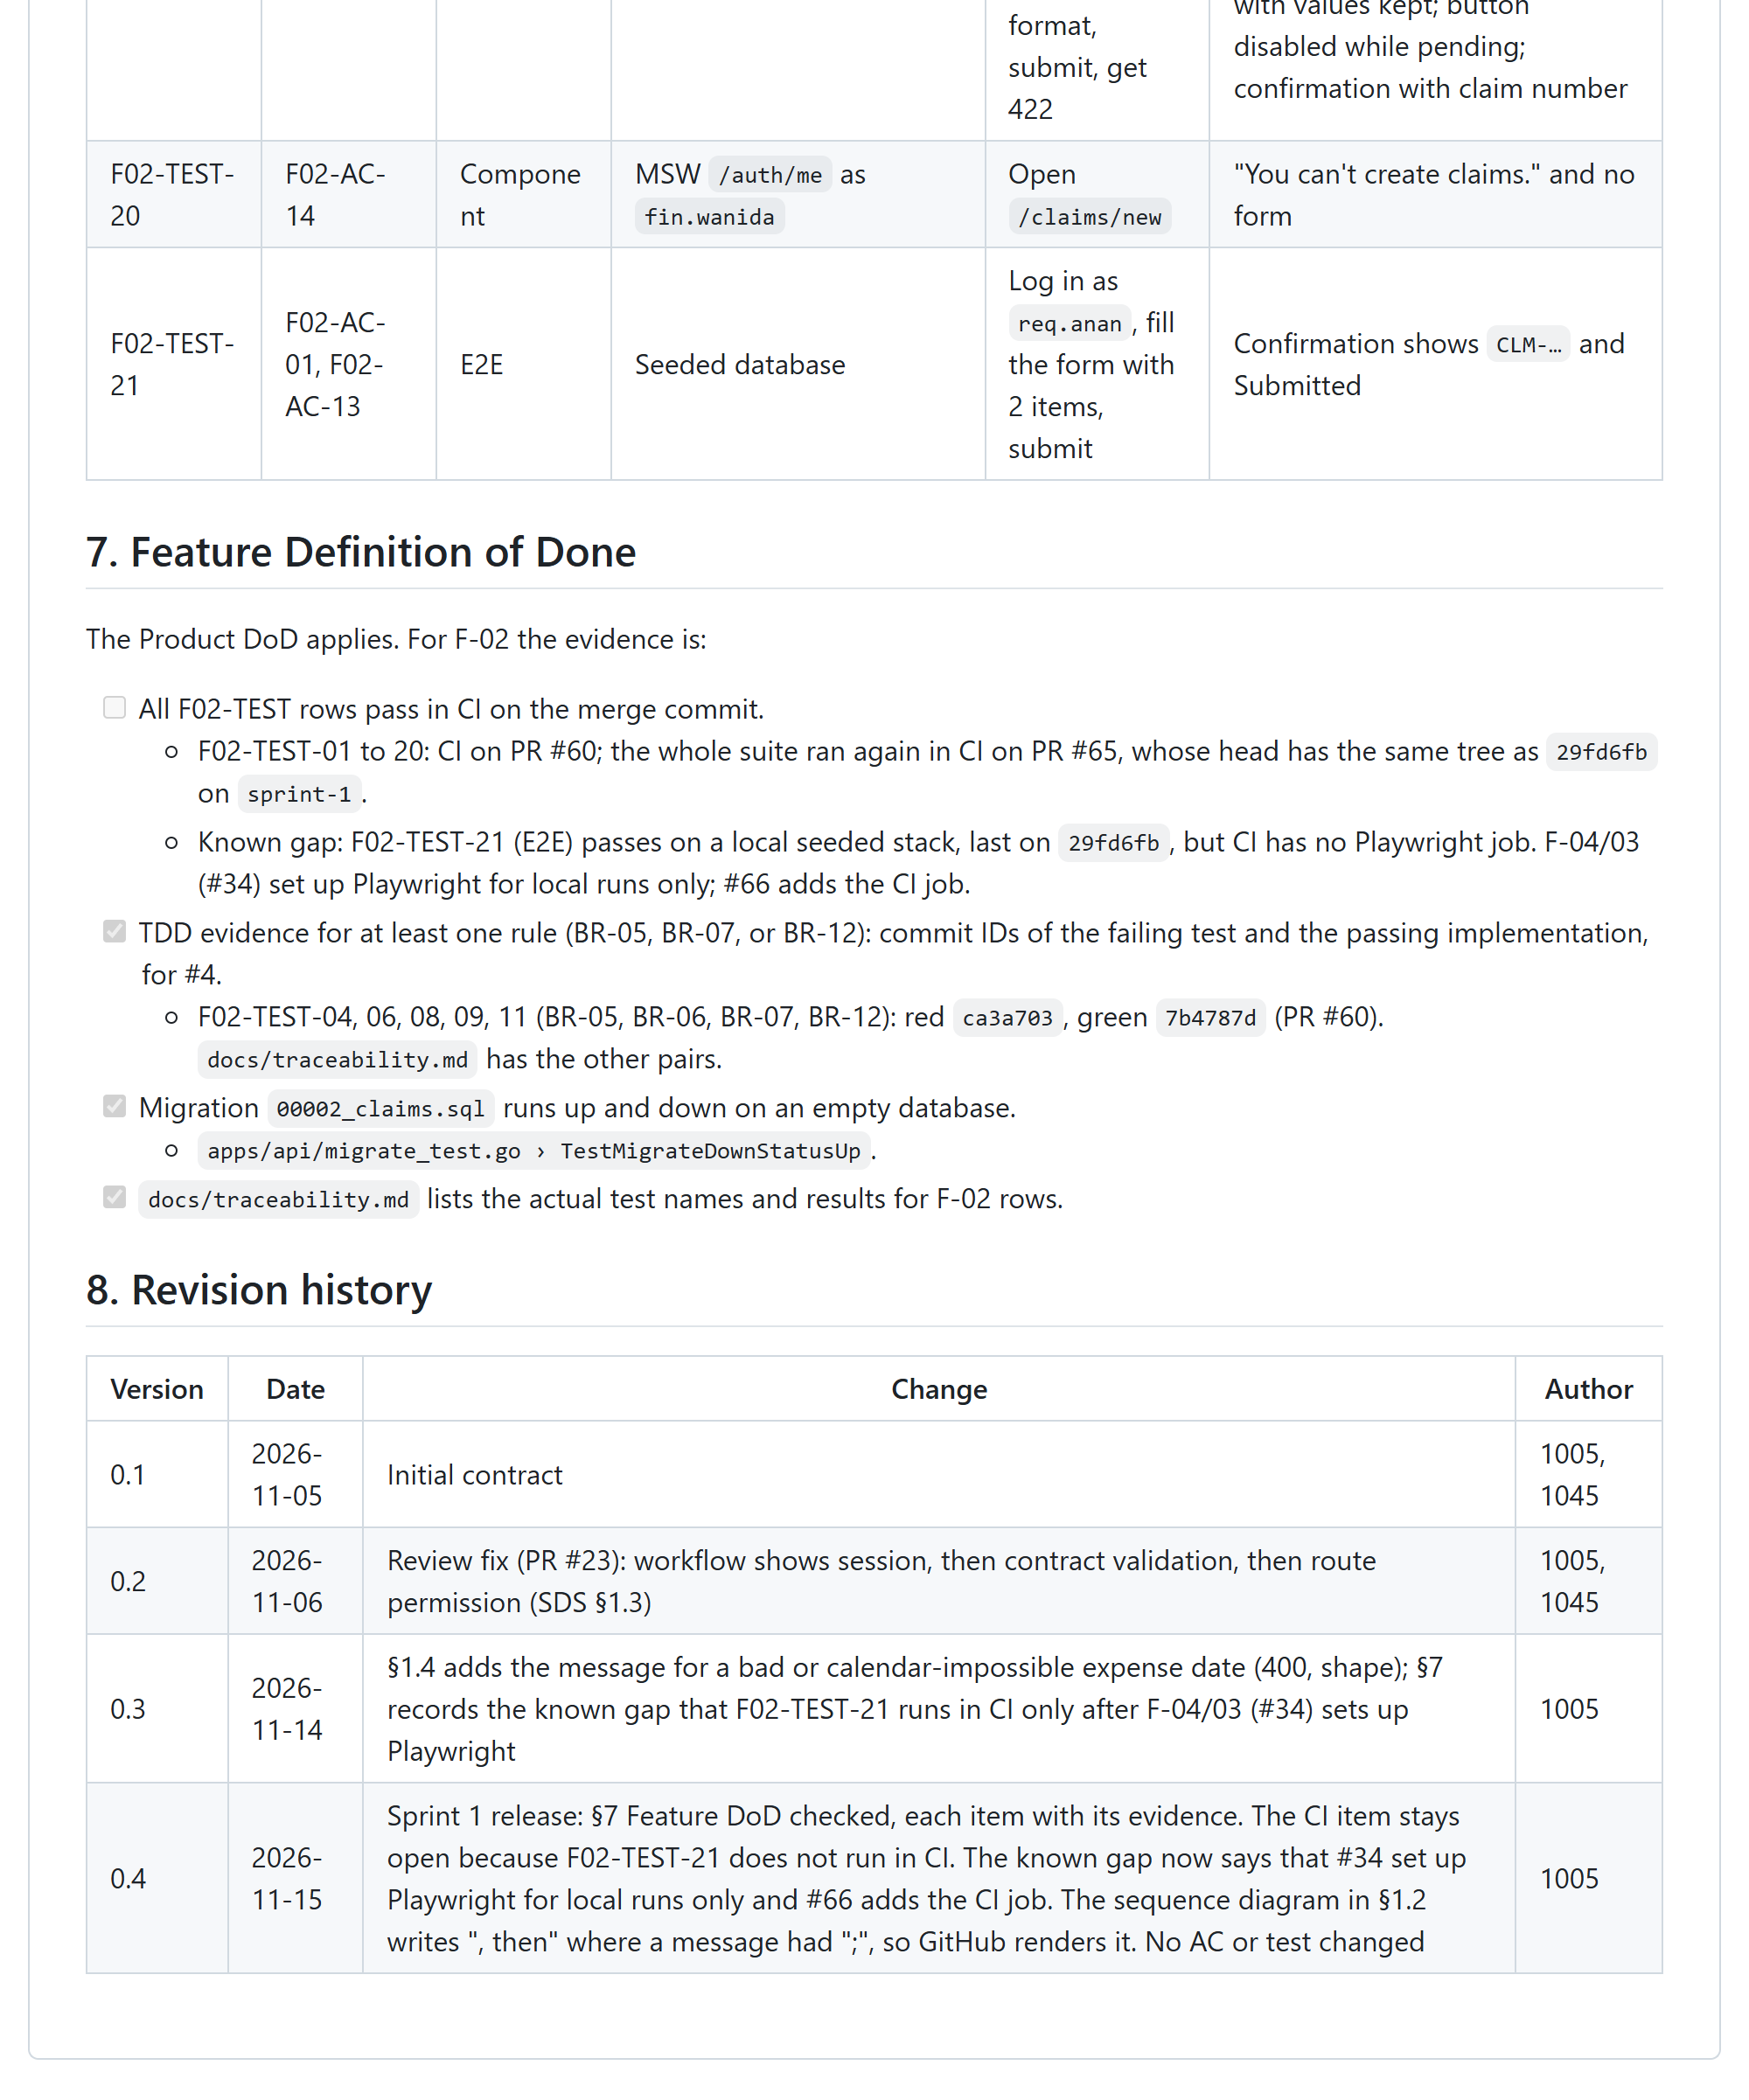 format,
submit, get
422
with values kept; button
disabled while pending;
confirmation with claim number
F02-TEST-
20
F02-AC-
14
Compone
nt
MSW /auth/me as
fin.wanida
Open
/claims/new
"You can't create claims." and no
form
F02-TEST-
21
F02-AC-
01, F02-
AC-13
E2E
Seeded database
Log in as
req.anan, fill
the form with
2 items,
submit
Confirmation shows CLM-… and
Submitted
7. Feature Definition of Done
The Product DoD applies. For F-02 the evidence is:
All F02-TEST rows pass in CI on the merge commit.
F02-TEST-01 to 20: CI on PR #60; the whole suite ran again in CI on PR #65, whose head has the same tree as 29fd6fb
on sprint-1.
Known gap: F02-TEST-21 (E2E) passes on a local seeded stack, last on 29fd6fb, but CI has no Playwright job. F-04/03
(#34) set up Playwright for local runs only; #66 adds the CI job.
TDD evidence for at least one rule (BR-05, BR-07, or BR-12): commit IDs of the failing test and the passing implementation,
for #4.
F02-TEST-04, 06, 08, 09, 11 (BR-05, BR-06, BR-07, BR-12): red ca3a703, green 7b4787d (PR #60).
docs/traceability.md has the other pairs.
Migration 00002_claims.sql runs up and down on an empty database.
apps/api/migrate_test.go › TestMigrateDownStatusUp.
docs/traceability.md lists the actual test names and results for F-02 rows.
8. Revision history
Version
Date
Change
Author
0.1
2026-
11-05
Initial contract
1005,
1045
0.2
2026-
11-06
Review fix (PR #23): workflow shows session, then contract validation, then route
permission (SDS §1.3)
1005,
1045
0.3
2026-
11-14
§1.4 adds the message for a bad or calendar-impossible expense date (400, shape); §7
records the known gap that F02-TEST-21 runs in CI only after F-04/03 (#34) sets up
Playwright
1005
0.4
2026-
11-15
Sprint 1 release: §7 Feature DoD checked, each item with its evidence. The CI item stays
open because F02-TEST-21 does not run in CI. The known gap now says that #34 set up
Playwright for local runs only and #66 adds the CI job. The sequence diagram in §1.2
writes ", then" where a message had ";", so GitHub renders it. No AC or test changed
1005